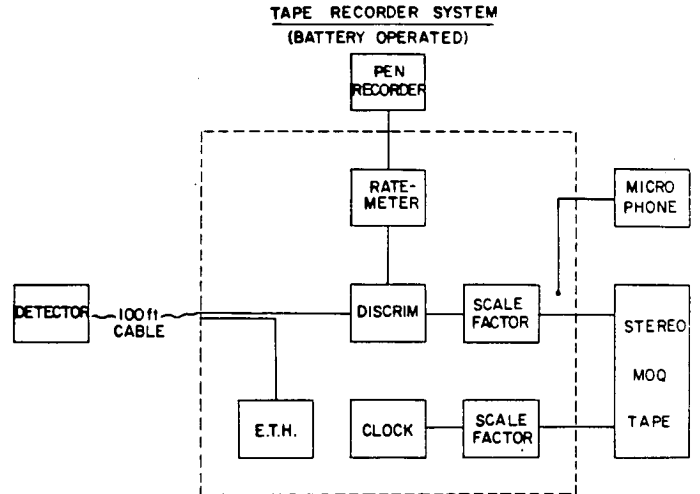 TAPE RECORDER SYSTEM
(BATTERY OPERATED)
PEN
RECORDER
RATE-
METER
MICRO
PHONE
DETECTOR
100 ft
CABLE
DISCRIM
SCALE
FACTOR
STEREO
MOQ
TAPE
E.T.H.
CLOCK
SCALE
FACTOR